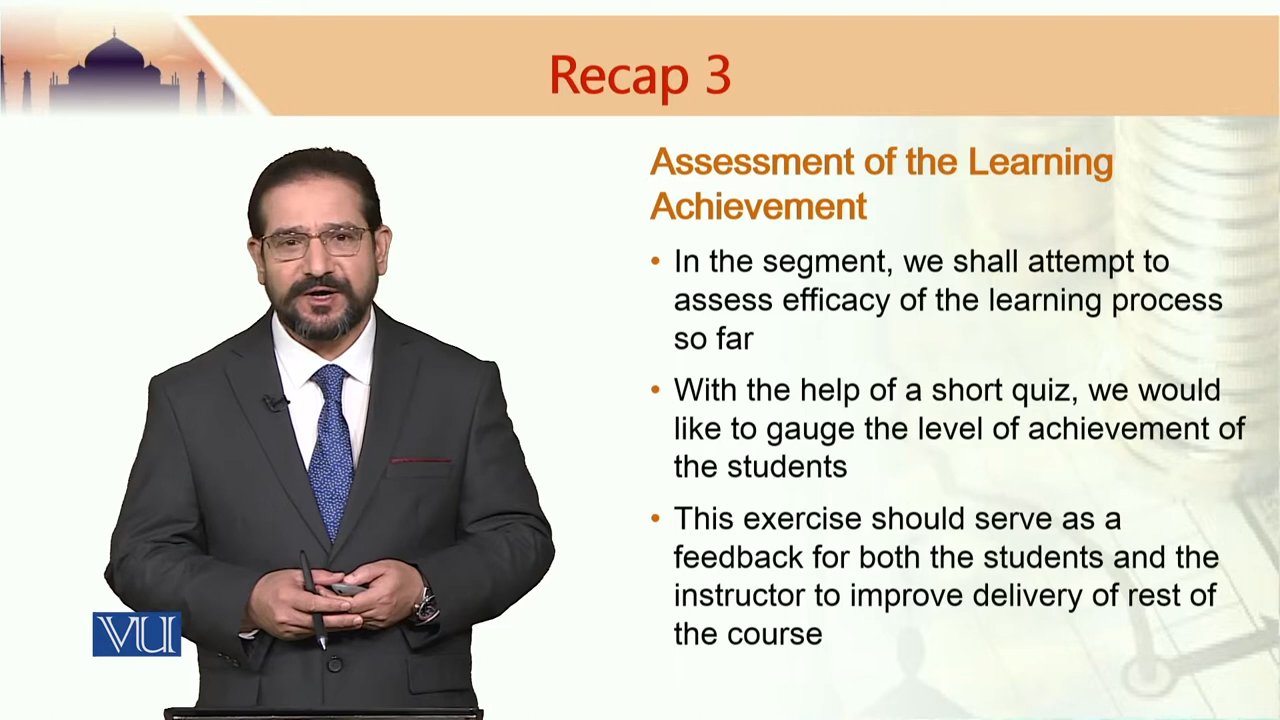 Recap 3
Assessment of the Learning
Achievement
• In the segment, we shall attempt to
assess efficacy of the learning process
so far
• With the help of a short quiz, we would
like to gauge the level of achievement of
the students
• This exercise should serve as a
feedback for both the students and the
instructor to improve delivery of rest of
the course
VU